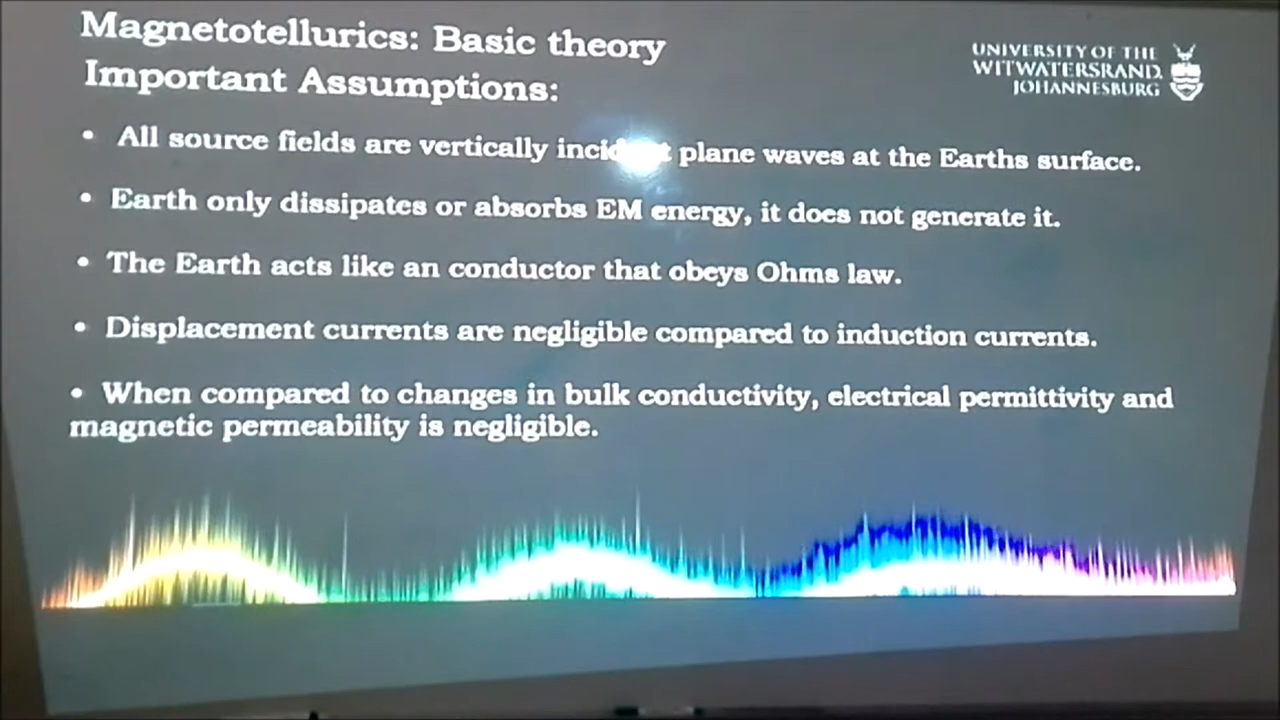 Magnetotellurics: Basic theory
Important Assumptions:
UNIVERSITY OF THE
WITWATERSRAND,
JOHANNESBURG
• All source fields are vertically incident plane waves at the Earths surface.
• Earth only dissipates or absorbs EM energy, it does not generate it.
• The Earth acts like an conductor that obeys Ohms law.
• Displacement currents are negligible compared to induction currents.
• When compared to changes in bulk conductivity, electrical permittivity and
magnetic permeability is negligible.